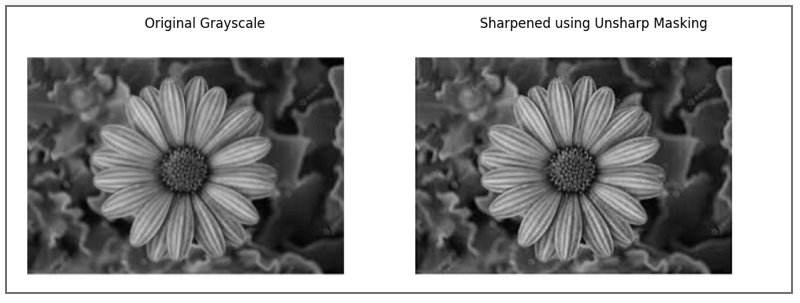 Original Grayscale
Sharpened using Unsharp Masking